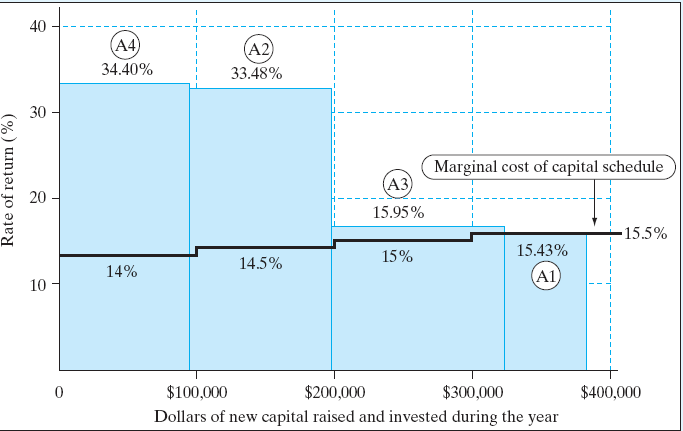 40
A4
A2
34.40%
33.48%
30
Marginal cost of capital schedule
A3
20
15.95%
15.5%
15.43%
15%
14.5%
14%
A1
10
Rate of return (%)
0
$100,000
$200,000
$300,000
$400,000
Dollars of new capital raised and invested during the year